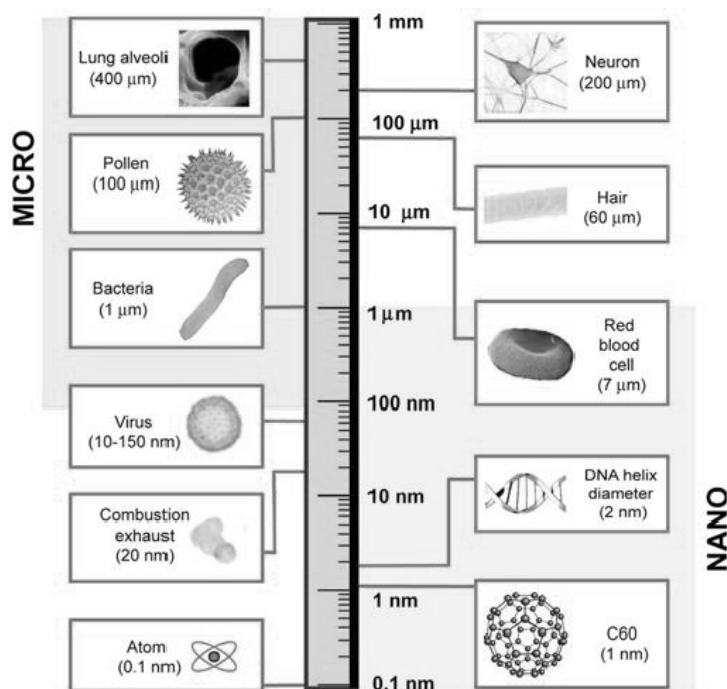 MICRO
Lung alveoli
(400 μm)
Pollen
(100 μm)
Bacteria
(1 μm)
Virus
(10-150 nm)
Combustion
exhaust
(20 nm)
Atom
(0.1 nm)
1 mm
100 μm
10 μm
1 μm
100 nm
10 nm
1 nm
0.1 nm
Neuron
(200 μm)
Hair
(60 μm)
Red
blood
cell
(7 μm)
DNA helix
diameter
(2 nm)
C60
(1 nm)
NANO